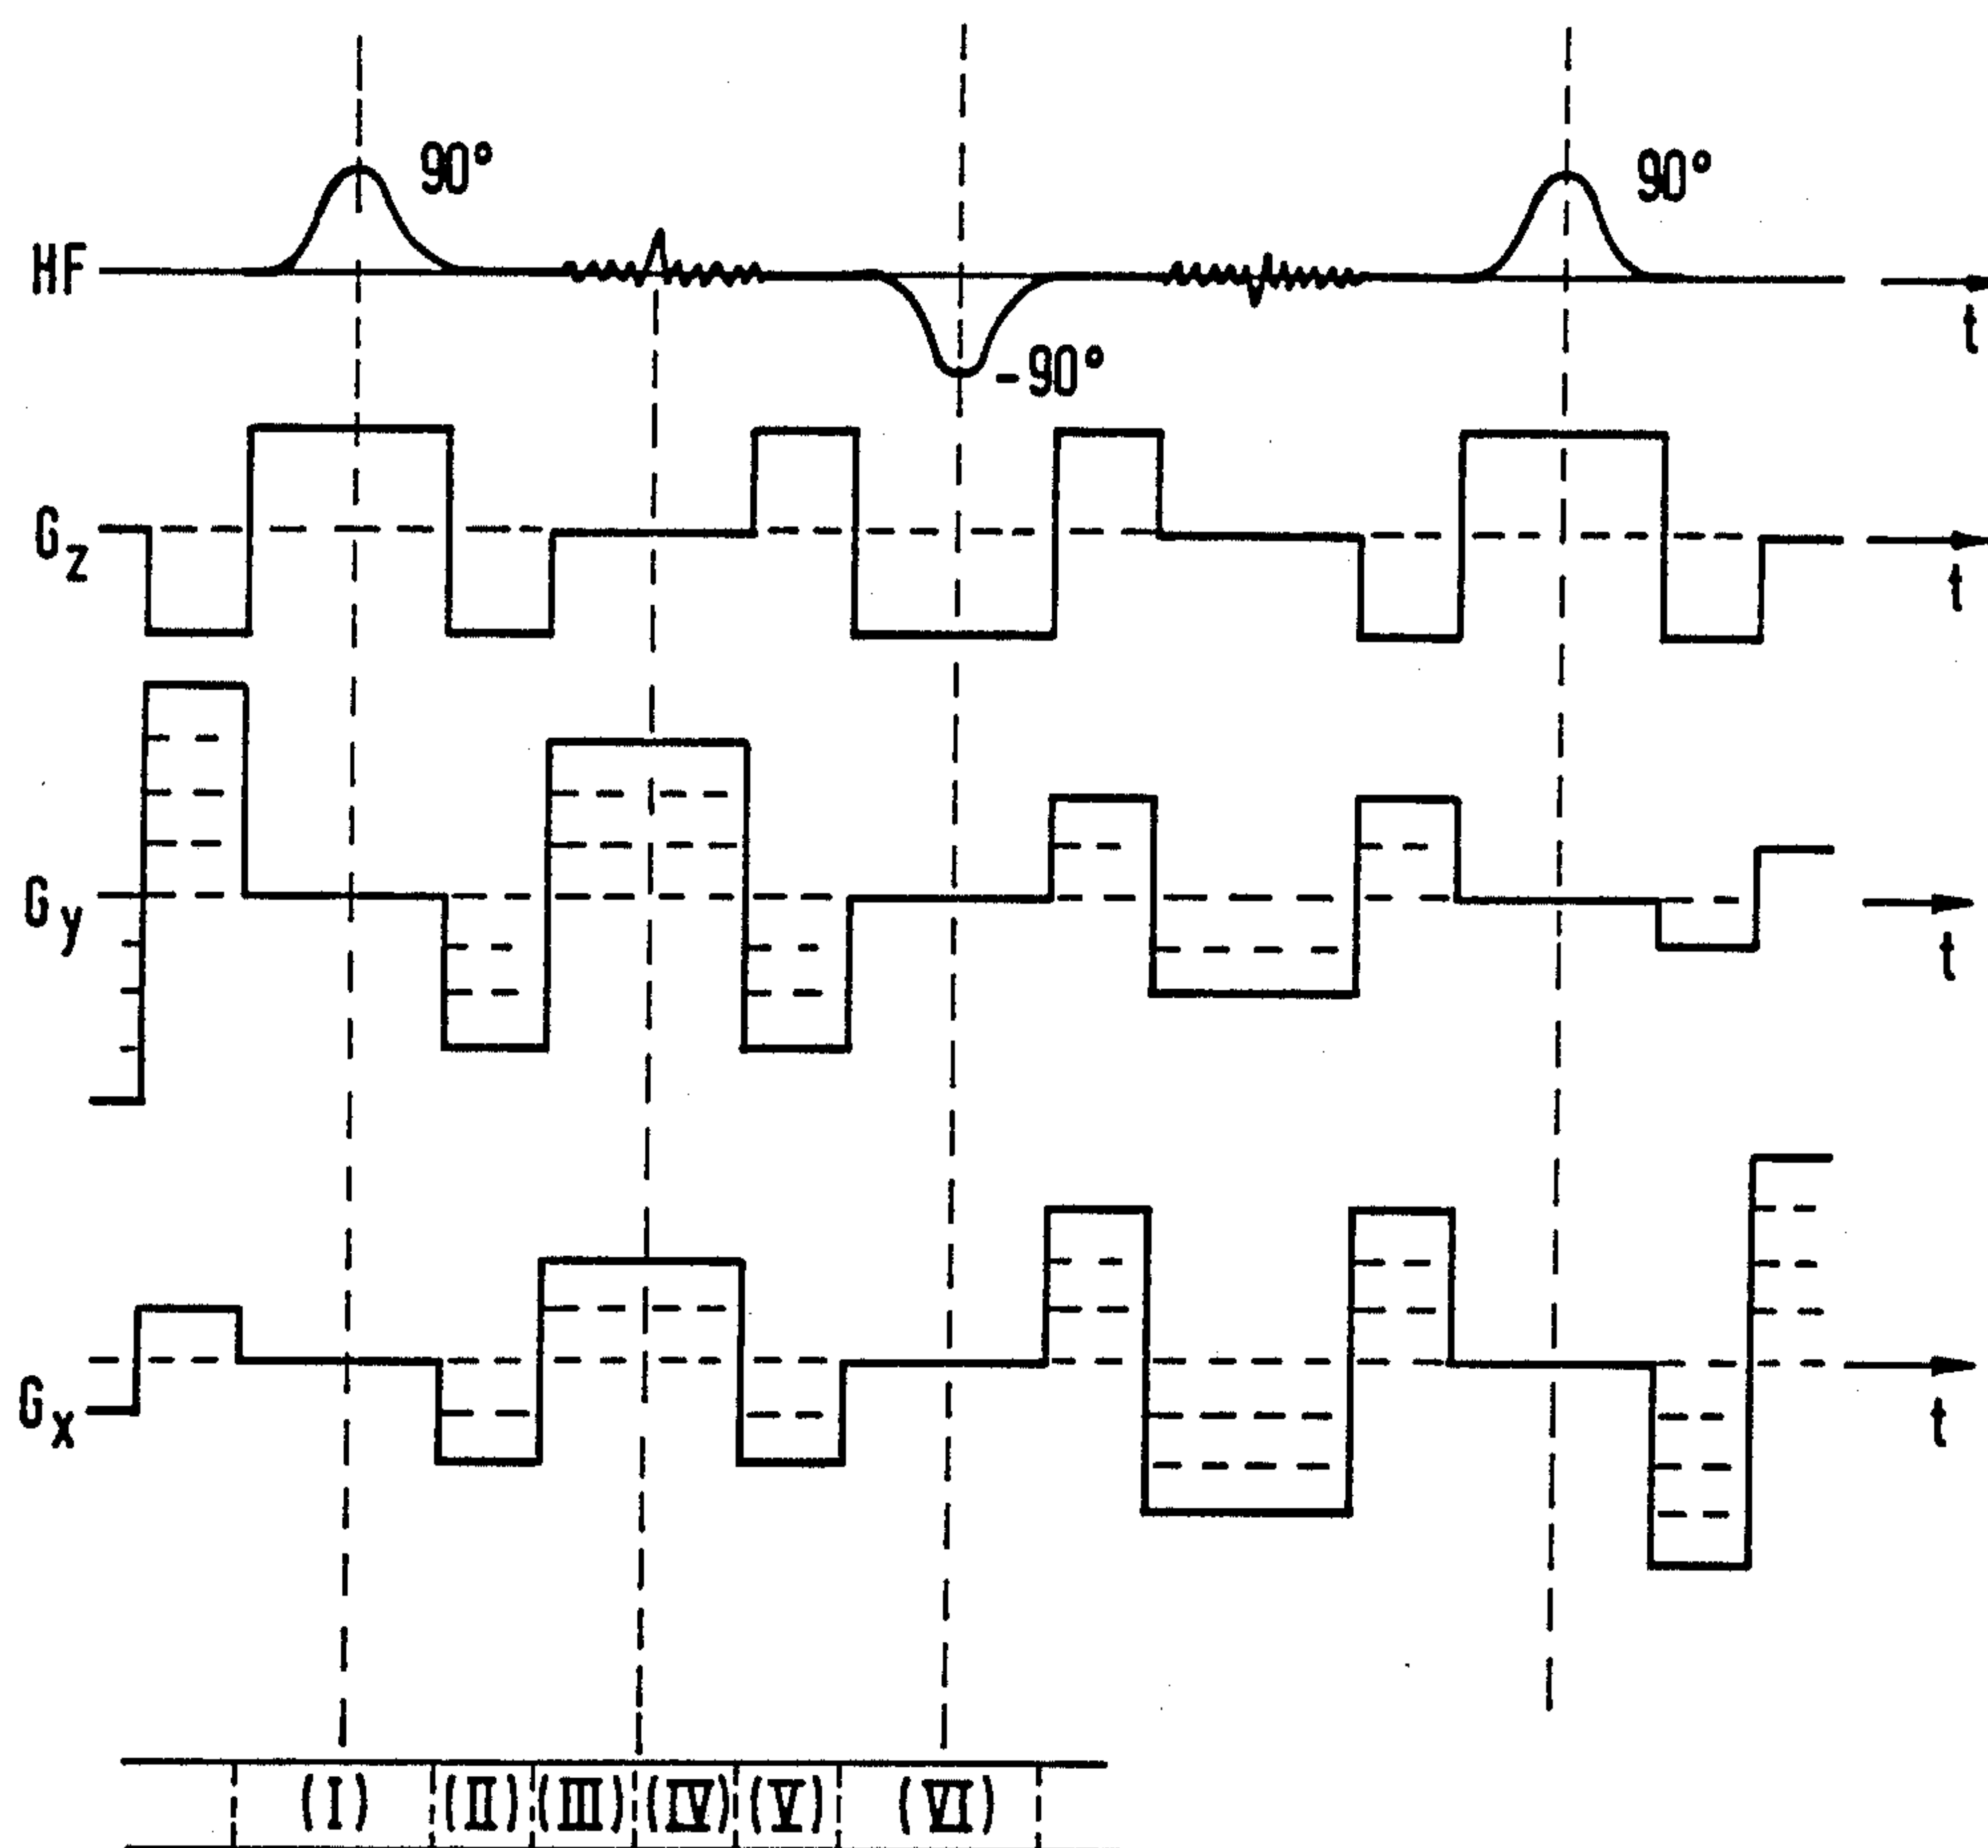 90°
90°
HF
t
-90°
Gz
t
Gy
t
Gx
t
(I) (II) (III) (IV) (V) (VI)